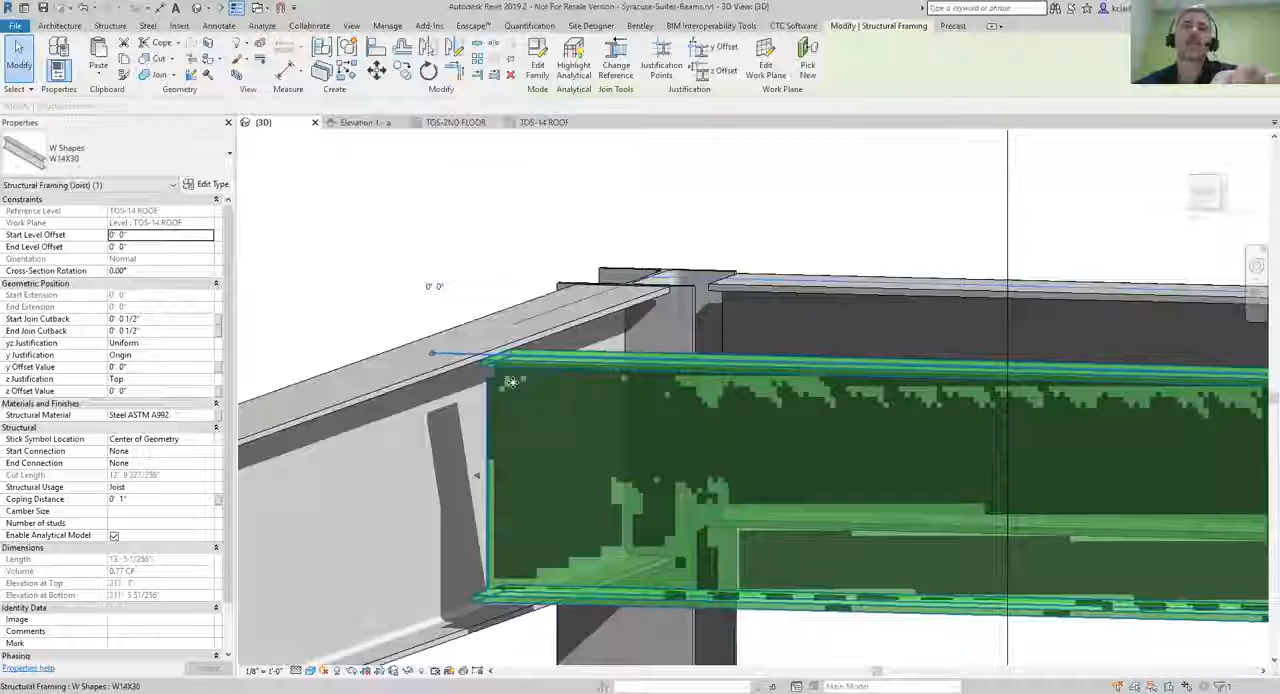 Autodesk Revit 2019.2 - Not For Resale Version - Syracuse-Suites-Beams.rvt - 3D View: {3D}
Type a keyword or phrase
File Architecture Structure Steel Insert Annotate Analyze Collaborate View Manage Add-Ins Enscape™ Quantification Site Designer Bentley BIM Interoperability Tools CTC Software Modify | Structural Framing Precast
Cope
Cut
Join
Modify
Properties
Paste
Edit Family
Highlight Analytical
Change Reference
Justification Points
y Offset
z Offset
Edit Work Plane
Pick New
Select Properties Clipboard Geometry View Measure Create Modify Mode Analytical Join Tools Justification Work Plane
Properties
{3D} Elevation 1 - a TOS-2ND FLOOR TOS-14 ROOF
W Shapes
W14X30
Structural Framing (Joist) (1) Edit Type
Constraints
Reference Level TOS-14 ROOF
Work Plane Level : TOS-14 ROOF
Start Level Offset 0' 0"
End Level Offset 0' 0"
Orientation Normal
Cross-Section Rotation 0.00°
Geometric Position
Start Extension 0' 0"
End Extension 0' 0"
Start Join Cutback 0' 0 1/2"
End Join Cutback 0' 0 1/2"
yz Justification Uniform
y Justification Origin
y Offset Value 0' 0"
z Justification Top
z Offset Value 0' 0"
Materials and Finishes
Structural Material Steel ASTM A992
Structural
Stick Symbol Location Center of Geometry
Start Connection None
End Connection None
Cut Length
Structural Usage Joist
Coping Distance 0' 1"
Camber Size
Number of studs
Enable Analytical Model
Dimensions
Length
Volume 0.77 CF
Elevation at Top
Elevation at Bottom
Identity Data
Image
Comments
Mark
Phasing
Properties help
0' 0"
1/8" = 1'-0"
Structural Framing : W Shapes : W14X30
:0
Main Model